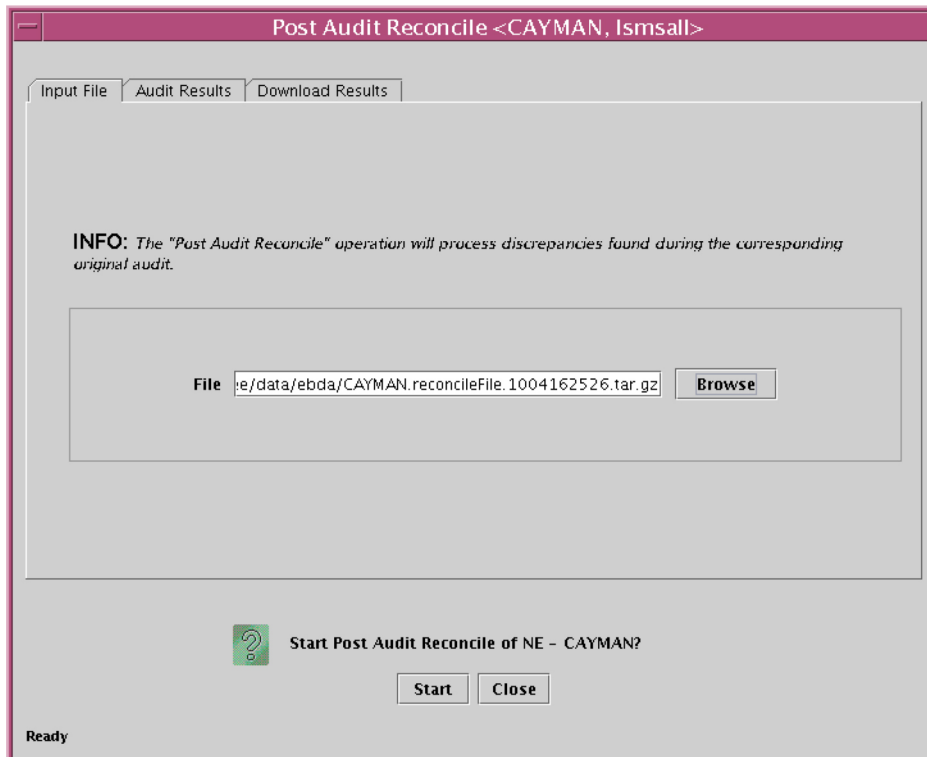 Post Audit Reconcile <CAYMAN, lsmsall>
Input File Audit Results Download Results
INFO: The "Post Audit Reconcile" operation will process discrepancies found during the corresponding
original audit.
File :e/data/ebda/CAYMAN.reconcileFile.1004162526.tar.gz Browse
Start Post Audit Reconcile of NE - CAYMAN?
Start Close
Ready